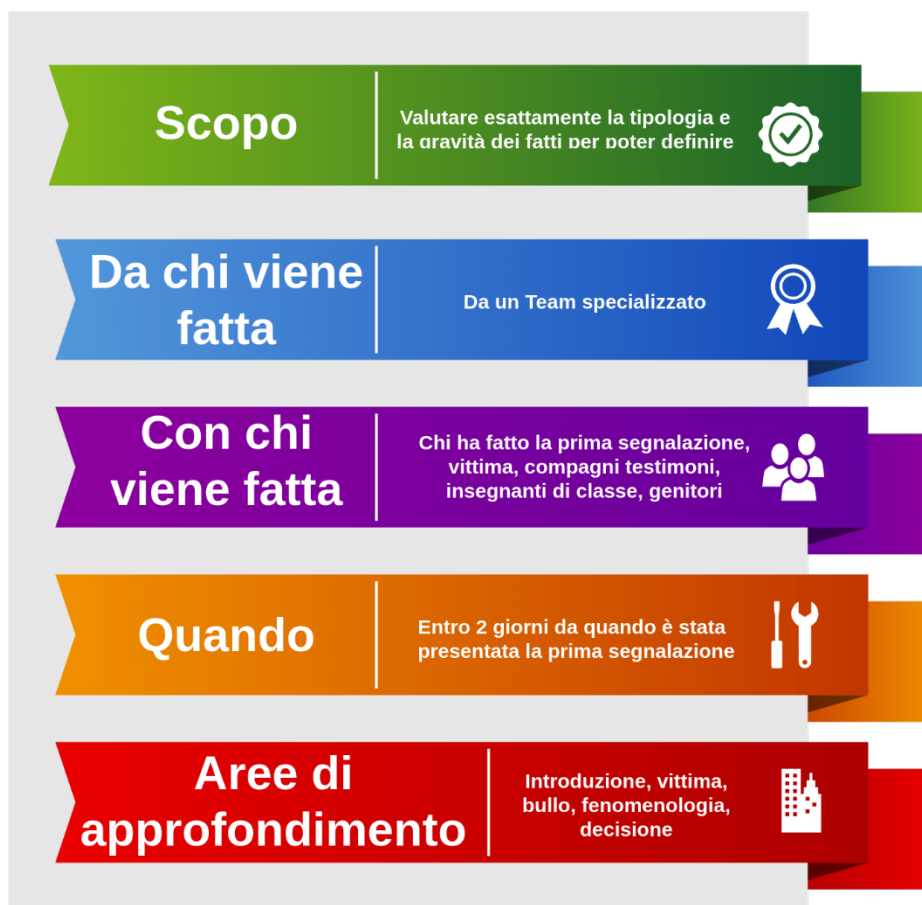 Scopo
Valutare esattamente la tipologia e
la gravità dei fatti per poter definire
Da chi viene
fatta
Da un Team specializzato
Con chi
viene fatta
Chi ha fatto la prima segnalazione,
vittima, compagni testimoni,
insegnanti di classe, genitori
Quando
Entro 2 giorni da quando è stata
presentata la prima segnalazione
Aree di
approfondimento
Introduzione, vittima,
bullo, fenomenologia,
decisione